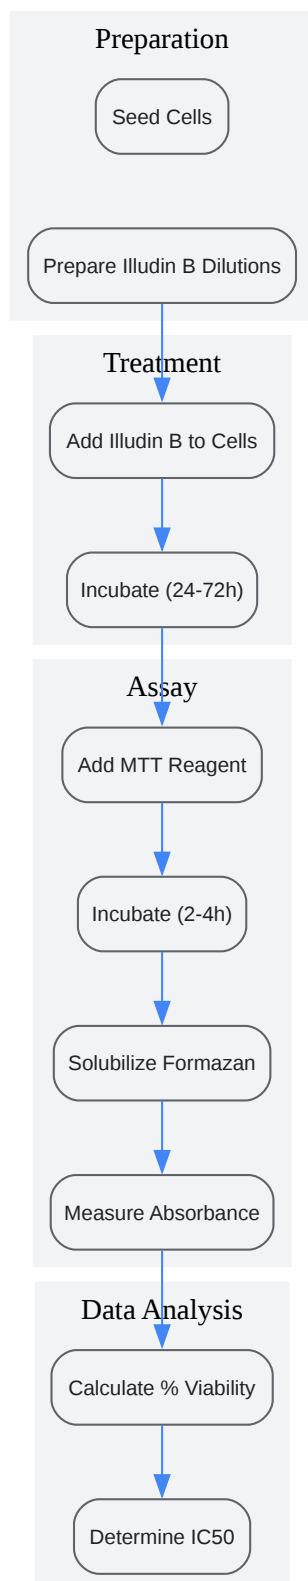 Preparation
Seed Cells
Prepare Illudin B Dilutions
Treatment
Add Illudin B to Cells
Incubate (24-72h)
Assay
Add MTT Reagent
Incubate (2-4h)
Solubilize Formazan
Measure Absorbance
Data Analysis
Calculate % Viability
Determine IC50